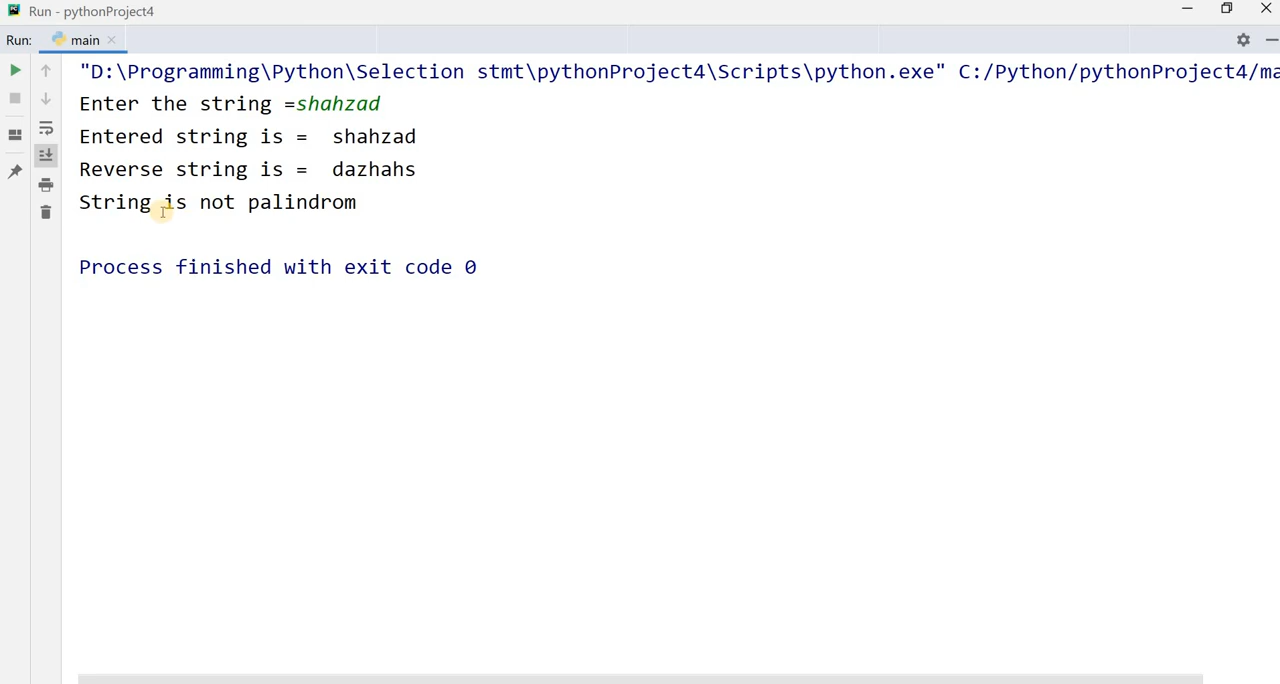 Run - pythonProject4
Run: main
"D:\Programming\Python\Selection stmt\pythonProject4\Scripts\python.exe" C:/Python/pythonProject4/ma
Enter the string =shahzad
Entered string is =  shahzad
Reverse string is =  dazhahs
String is not palindrom
Process finished with exit code 0